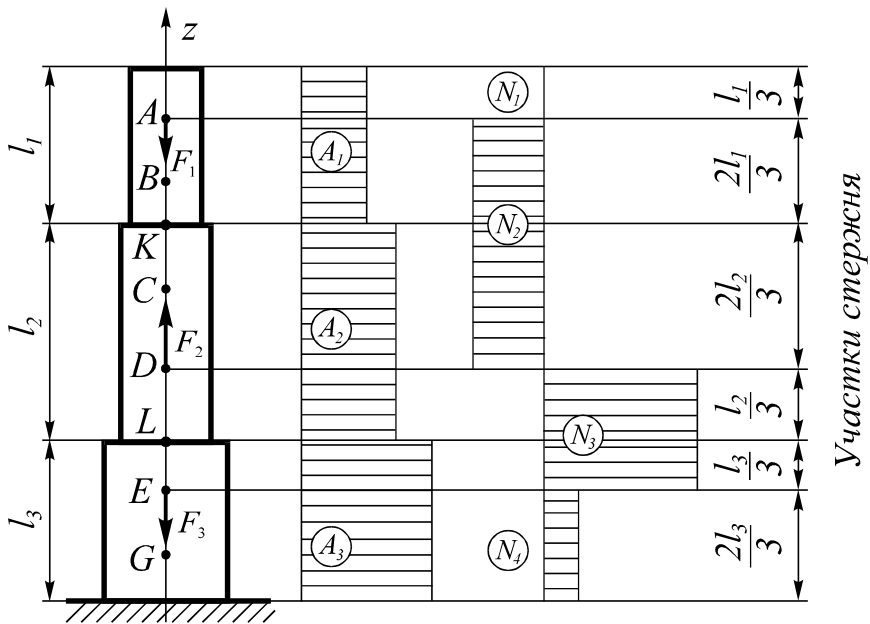 z
A
F₁
B
l₁
K
C
F₂
D
L
l₂
E
F₃
G
l₃
A₁
A₂
A₃
N₁
N₂
N₃
N₄
l₁/3
2l₁/3
2l₂/3
l₂/3
l₃/3
2l₃/3
Участки стержня